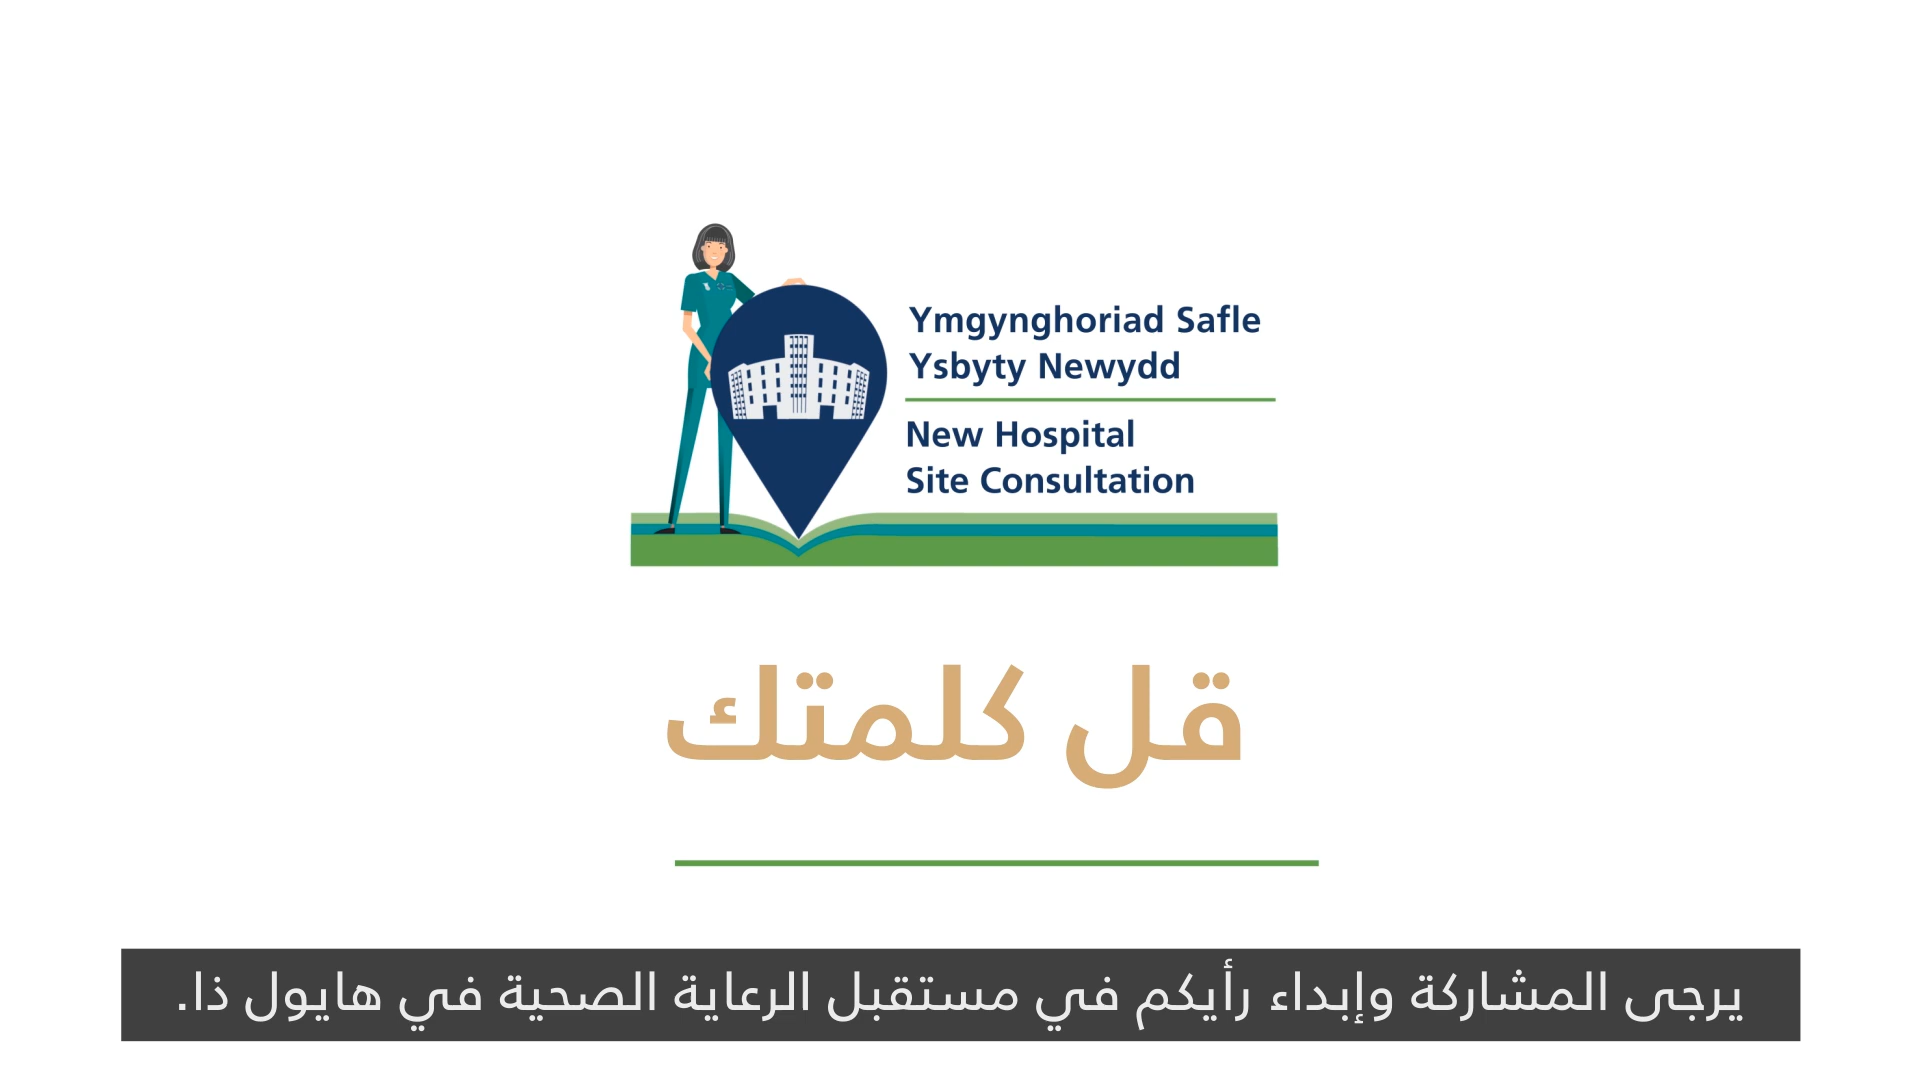 Ymgynghoriad Safle
Ysbyty Newydd
New Hospital
Site Consultation
قل كلمتك
يرجى المشاركة وإبداء رأيكم في مستقبل الرعاية الصحية في هايول ذا.